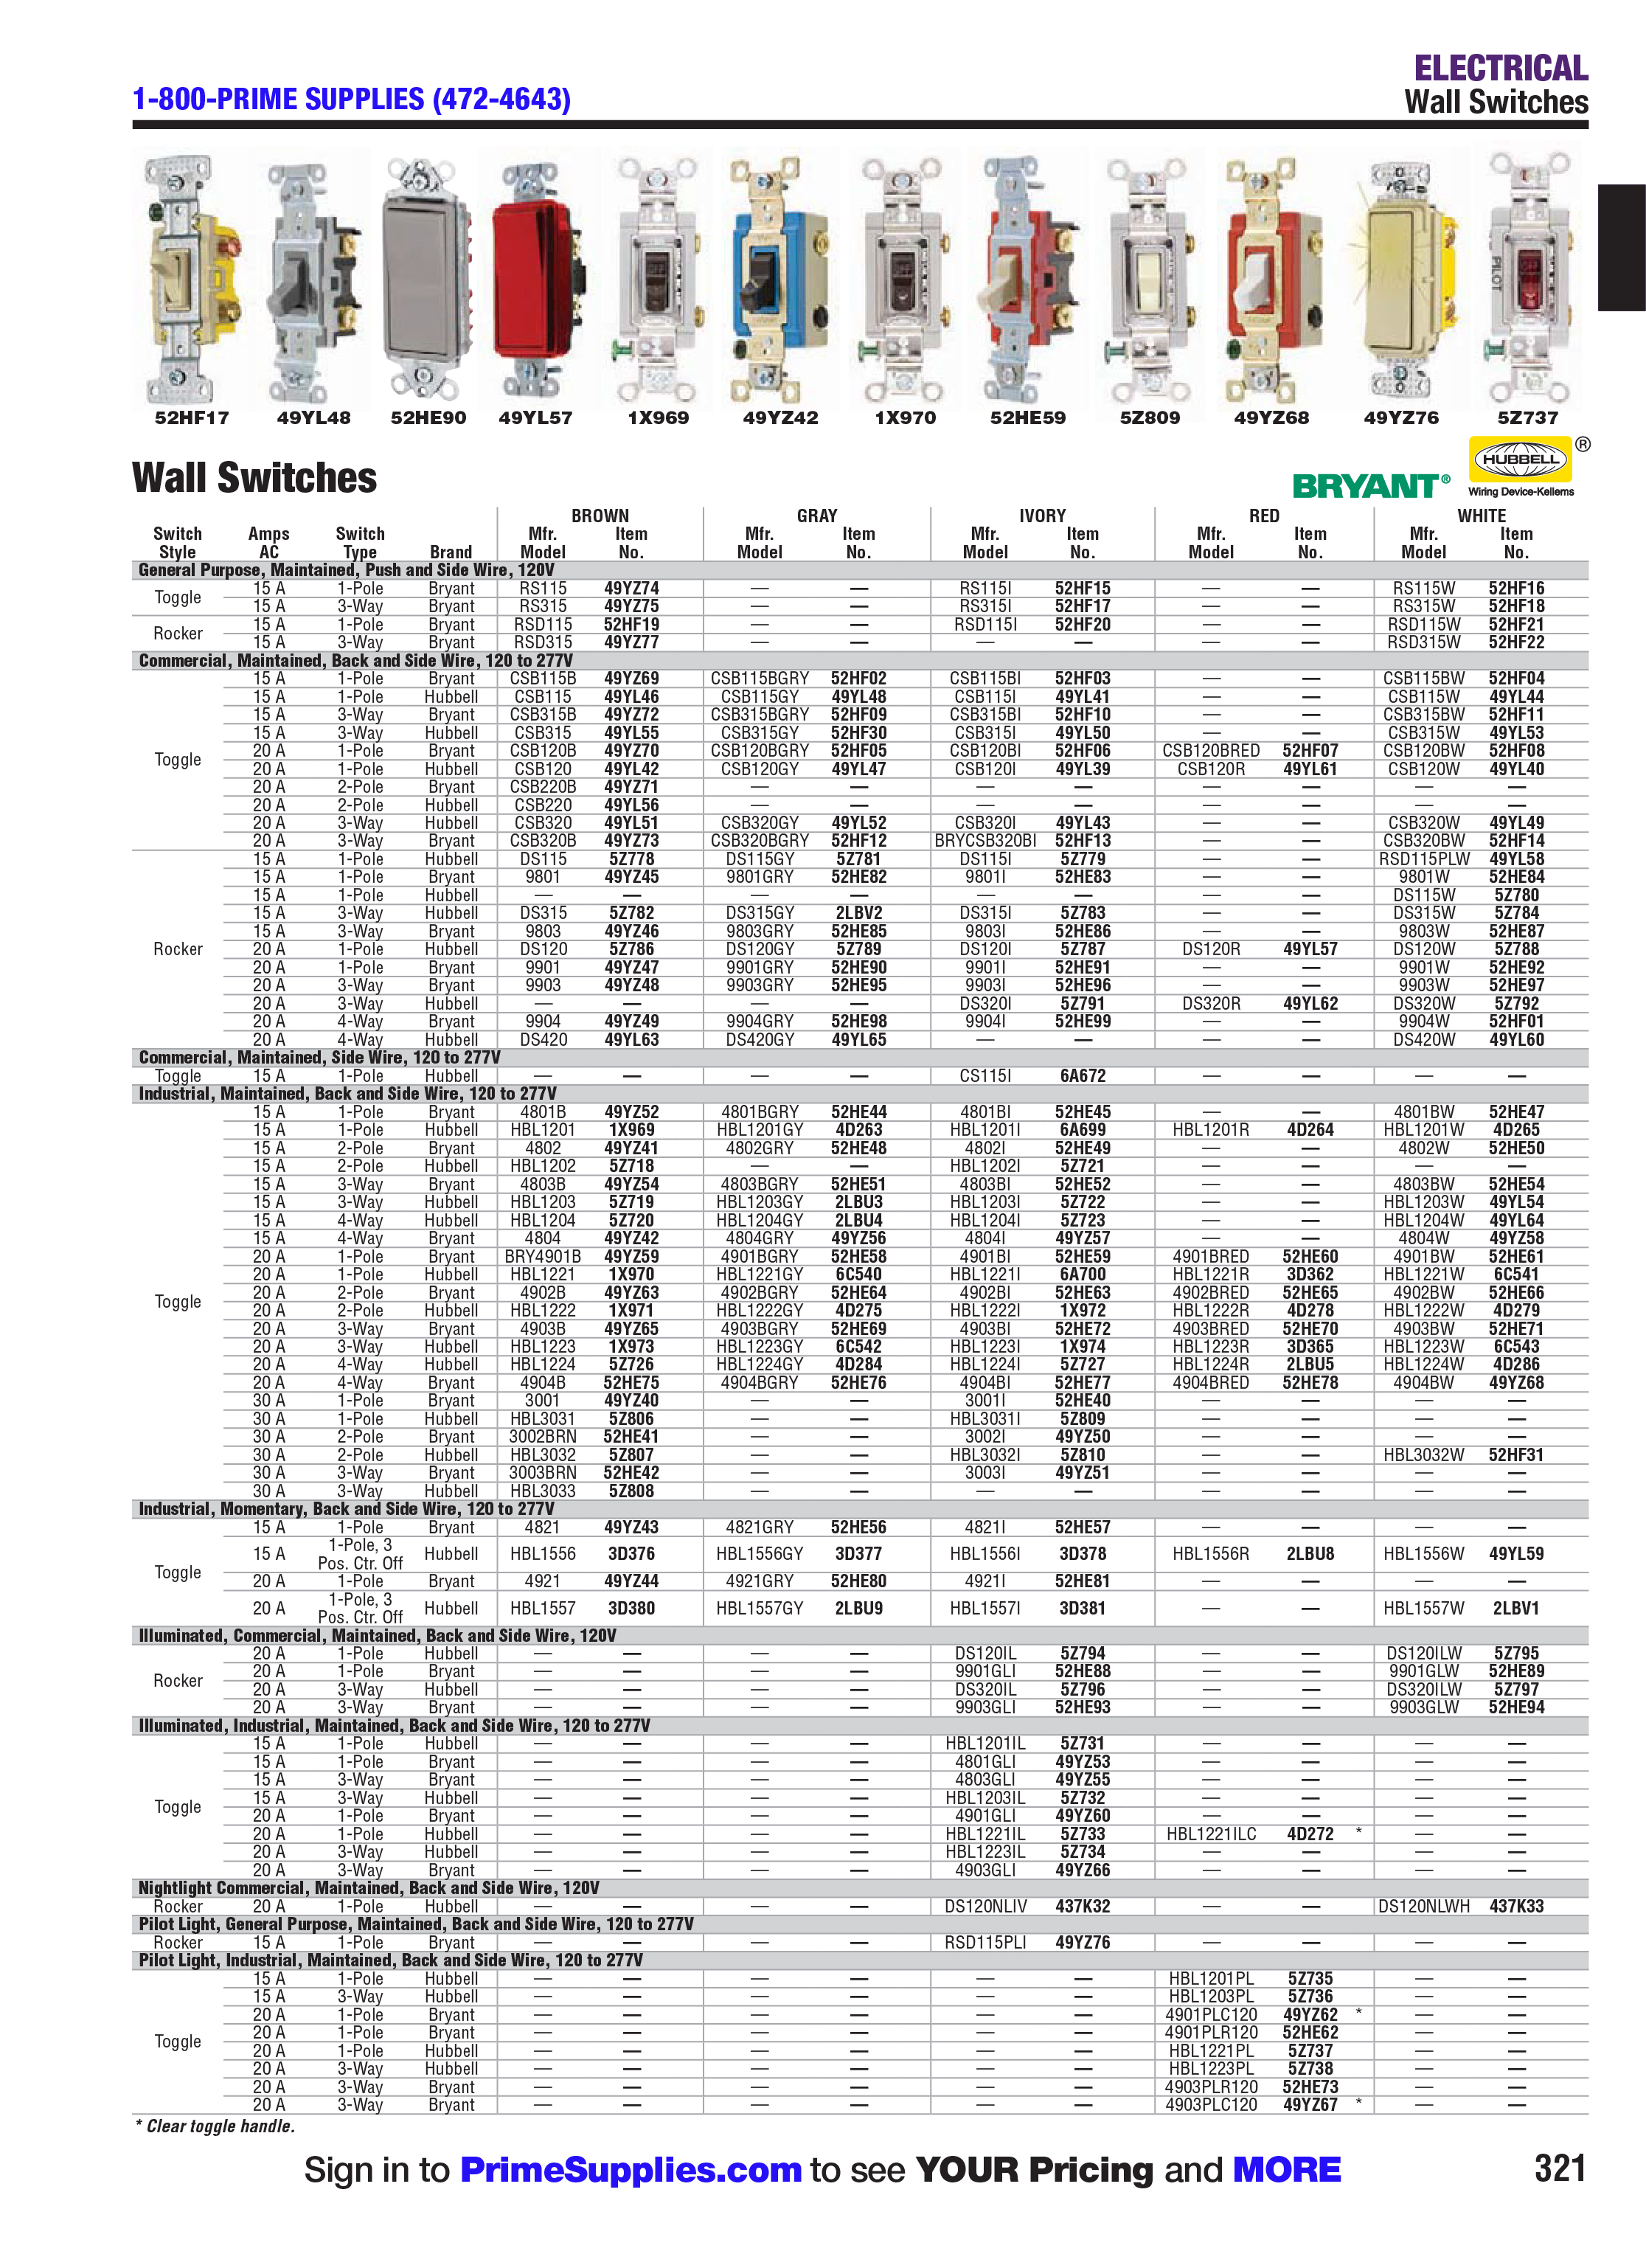 ELECTRICAL
1-800-PRIME SUPPLIES (472-4643) Wall Switches
PILOT
52HF17 49YL48 52HE90 49YL57 1X969 49YZ42 1X970 52HE59 5Z809 49YZ68 49YZ76 5Z737
Wall Switches
BRYANT® HUBBELL ®
Wiring Device-Kellems
BROWN GRAY IVORY RED WHITE
Switch Amps Switch Mfr. Item Mfr. Item Mfr. Item Mfr. Item Mfr. Item
Style AC Type Brand Model No. Model No. Model No. Model No. Model No.
General Purpose, Maintained, Push and Side Wire, 120V
Toggle 15 A 1-Pole Bryant RS115 49YZ74 — — RS115I 52HF15 — — RS115W 52HF16
15 A 3-Way Bryant RS315 49YZ75 — — RS315I 52HF17 — — RS315W 52HF18
Rocker 15 A 1-Pole Bryant RSD115 52HF19 — — RSD115I 52HF20 — — RSD115W 52HF21
15 A 3-Way Bryant RSD315 49YZ77 — — — — — — RSD315W 52HF22
Commercial, Maintained, Back and Side Wire, 120 to 277V
Toggle 15 A 1-Pole Bryant CSB115B 49YZ69 CSB115BGRY 52HF02 CSB115BI 52HF03 — — CSB115BW 52HF04
15 A 1-Pole Hubbell CSB115 49YL46 CSB115GY 49YL48 CSB115I 49YL41 — — CSB115W 49YL44
15 A 3-Way Bryant CSB315B 49YZ72 CSB315BGRY 52HF09 CSB315BI 52HF10 — — CSB315BW 52HF11
15 A 3-Way Hubbell CSB315 49YL55 CSB315GY 52HF30 CSB315I 49YL50 — — CSB315W 49YL53
20 A 1-Pole Bryant CSB120B 49YZ70 CSB120BGRY 52HF05 CSB120BI 52HF06 CSB120BRED 52HF07 CSB120BW 52HF08
20 A 1-Pole Hubbell CSB120 49YL42 CSB120GY 49YL47 CSB120I 49YL39 CSB120R 49YL61 CSB120W 49YL40
20 A 2-Pole Bryant CSB220B 49YZ71 — — — — — — — —
20 A 2-Pole Hubbell CSB220 49YL56 — — — — — — — —
20 A 3-Way Hubbell CSB320 49YL51 CSB320GY 49YL52 CSB320I 49YL43 — — CSB320W 49YL49
20 A 3-Way Bryant CSB320B 49YZ73 CSB320BGRY 52HF12 BRYCSB320BI 52HF13 — — CSB320BW 52HF14
Rocker 15 A 1-Pole Hubbell DS115 5Z778 DS115GY 5Z781 DS115I 5Z779 — — RSD115PLW 49YL58
15 A 1-Pole Bryant 9801 49YZ45 9801GRY 52HE82 9801I 52HE83 — — 9801W 52HE84
15 A 1-Pole Hubbell — — — — — — — — DS115W 5Z780
15 A 3-Way Hubbell DS315 5Z782 DS315GY 2LBV2 DS315I 5Z783 — — DS315W 5Z784
15 A 3-Way Bryant 9803 49YZ46 9803GRY 52HE85 9803I 52HE86 — — 9803W 52HE87
20 A 1-Pole Hubbell DS120 5Z786 DS120GY 5Z789 DS120I 5Z787 DS120R 49YL57 DS120W 5Z788
20 A 1-Pole Bryant 9901 49YZ47 9901GRY 52HE90 9901I 52HE91 — — 9901W 52HE92
20 A 3-Way Bryant 9903 49YZ48 9903GRY 52HE95 9903I 52HE96 — — 9903W 52HE97
20 A 3-Way Hubbell — — — — DS320I 5Z791 DS320R 49YL62 DS320W 5Z792
20 A 4-Way Bryant 9904 49YZ49 9904GRY 52HE98 9904I 52HE99 — — 9904W 52HF01
20 A 4-Way Hubbell DS420 49YL63 DS420GY 49YL65 — — — — DS420W 49YL60
Commercial, Maintained, Side Wire, 120 to 277V
Toggle 15 A 1-Pole Hubbell — — — — CS115I 6A672 — — — —
Industrial, Maintained, Back and Side Wire, 120 to 277V
Toggle 15 A 1-Pole Bryant 4801B 49YZ52 4801BGRY 52HE44 4801BI 52HE45 — — 4801BW 52HE47
15 A 1-Pole Hubbell HBL1201 1X969 HBL1201GY 4D263 HBL1201I 6A699 HBL1201R 4D264 HBL1201W 4D265
15 A 2-Pole Bryant 4802 49YZ41 4802GRY 52HE48 4802I 52HE49 — — 4802W 52HE50
15 A 2-Pole Hubbell HBL1202 5Z718 — — HBL1202I 5Z721 — — — —
15 A 3-Way Bryant 4803B 49YZ54 4803BGRY 52HE51 4803BI 52HE52 — — 4803BW 52HE54
15 A 3-Way Hubbell HBL1203 5Z719 HBL1203GY 2LBU3 HBL1203I 5Z722 — — HBL1203W 49YL54
15 A 4-Way Hubbell HBL1204 5Z720 HBL1204GY 2LBU4 HBL1204I 5Z723 — — HBL1204W 49YL64
15 A 4-Way Bryant 4804 49YZ42 4804GRY 49YZ56 4804I 49YZ57 — — 4804W 49YZ58
20 A 1-Pole Bryant BRY4901B 49YZ59 4901BGRY 52HE58 4901BI 52HE59 4901BRED 52HE60 4901BW 52HE61
20 A 1-Pole Hubbell HBL1221 1X970 HBL1221GY 6C540 HBL1221I 6A700 HBL1221R 3D362 HBL1221W 6C541
20 A 2-Pole Bryant 4902B 49YZ63 4902BGRY 52HE64 4902BI 52HE63 4902BRED 52HE65 4902BW 52HE66
20 A 2-Pole Hubbell HBL1222 1X971 HBL1222GY 4D275 HBL1222I 1X972 HBL1222R 4D278 HBL1222W 4D279
20 A 3-Way Bryant 4903B 49YZ65 4903BGRY 52HE69 4903BI 52HE72 4903BRED 52HE70 4903BW 52HE71
20 A 3-Way Hubbell HBL1223 1X973 HBL1223GY 6C542 HBL1223I 1X974 HBL1223R 3D365 HBL1223W 6C543
20 A 4-Way Hubbell HBL1224 5Z726 HBL1224GY 4D284 HBL1224I 5Z727 HBL1224R 2LBU5 HBL1224W 4D286
20 A 4-Way Bryant 4904B 52HE75 4904BGRY 52HE76 4904BI 52HE77 4904BRED 52HE78 4904BW 49YZ68
30 A 1-Pole Bryant 3001 49YZ40 — — 3001I 52HE40 — — — —
30 A 1-Pole Hubbell HBL3031 5Z806 — — HBL3031I 5Z809 — — — —
30 A 2-Pole Bryant 3002BRN 52HE41 — — 3002I 49YZ50 — — — —
30 A 2-Pole Hubbell HBL3032 5Z807 — — HBL3032I 5Z810 — — HBL3032W 52HF31
30 A 3-Way Bryant 3003BRN 52HE42 — — 3003I 49YZ51 — — — —
30 A 3-Way Hubbell HBL3033 5Z808 — — — — — — — —
Industrial, Momentary, Back and Side Wire, 120 to 277V
Toggle 15 A 1-Pole Bryant 4821 49YZ43 4821GRY 52HE56 4821I 52HE57 — — — —
15 A 1-Pole, 3 Pos. Ctr. Off Hubbell HBL1556 3D376 HBL1556GY 3D377 HBL1556I 3D378 HBL1556R 2LBU8 HBL1556W 49YL59
20 A 1-Pole Bryant 4921 49YZ44 4921GRY 52HE80 4921I 52HE81 — — — —
20 A 1-Pole, 3 Pos. Ctr. Off Hubbell HBL1557 3D380 HBL1557GY 2LBU9 HBL1557I 3D381 — — HBL1557W 2LBV1
Illuminated, Commercial, Maintained, Back and Side Wire, 120V
Rocker 20 A 1-Pole Hubbell — — — — DS120IL 5Z794 — — DS120ILW 5Z795
20 A 1-Pole Bryant — — — — 9901GLI 52HE88 — — 9901GLW 52HE89
20 A 3-Way Hubbell — — — — DS320IL 5Z796 — — DS320ILW 5Z797
20 A 3-Way Bryant — — — — 9903GLI 52HE93 — — 9903GLW 52HE94
Illuminated, Industrial, Maintained, Back and Side Wire, 120 to 277V
Toggle 15 A 1-Pole Hubbell — — — — HBL1201IL 5Z731 — — — —
15 A 1-Pole Bryant — — — — 4801GLI 49YZ53 — — — —
15 A 3-Way Bryant — — — — 4803GLI 49YZ55 — — — —
15 A 3-Way Hubbell — — — — HBL1203IL 5Z732 — — — —
20 A 1-Pole Bryant — — — — 4901GLI 49YZ60 — — — —
20 A 1-Pole Hubbell — — — — HBL1221IL 5Z733 HBL1221ILC 4D272 * — —
20 A 3-Way Hubbell — — — — HBL1223IL 5Z734 — — — —
20 A 3-Way Bryant — — — — 4903GLI 49YZ66 — — — —
Nightlight Commercial, Maintained, Back and Side Wire, 120V
Rocker 20 A 1-Pole Hubbell — — — — DS120NLIV 437K32 — — DS120NLWH 437K33
Pilot Light, General Purpose, Maintained, Back and Side Wire, 120 to 277V
Rocker 15 A 1-Pole Bryant — — — — RSD115PLI 49YZ76 — — — —
Pilot Light, Industrial, Maintained, Back and Side Wire, 120 to 277V
Toggle 15 A 1-Pole Hubbell — — — — — — HBL1201PL 5Z735 — —
15 A 3-Way Hubbell — — — — — — HBL1203PL 5Z736 — —
20 A 1-Pole Bryant — — — — — — 4901PLC120 49YZ62 * — —
20 A 1-Pole Bryant — — — — — — 4901PLR120 52HE62 — —
20 A 1-Pole Hubbell — — — — — — HBL1221PL 5Z737 — —
20 A 3-Way Hubbell — — — — — — HBL1223PL 5Z738 — —
20 A 3-Way Bryant — — — — — — 4903PLR120 52HE73 — —
20 A 3-Way Bryant — — — — — — 4903PLC120 49YZ67 * — —
* Clear toggle handle.
Sign in to PrimeSupplies.com to see YOUR Pricing and MORE 321